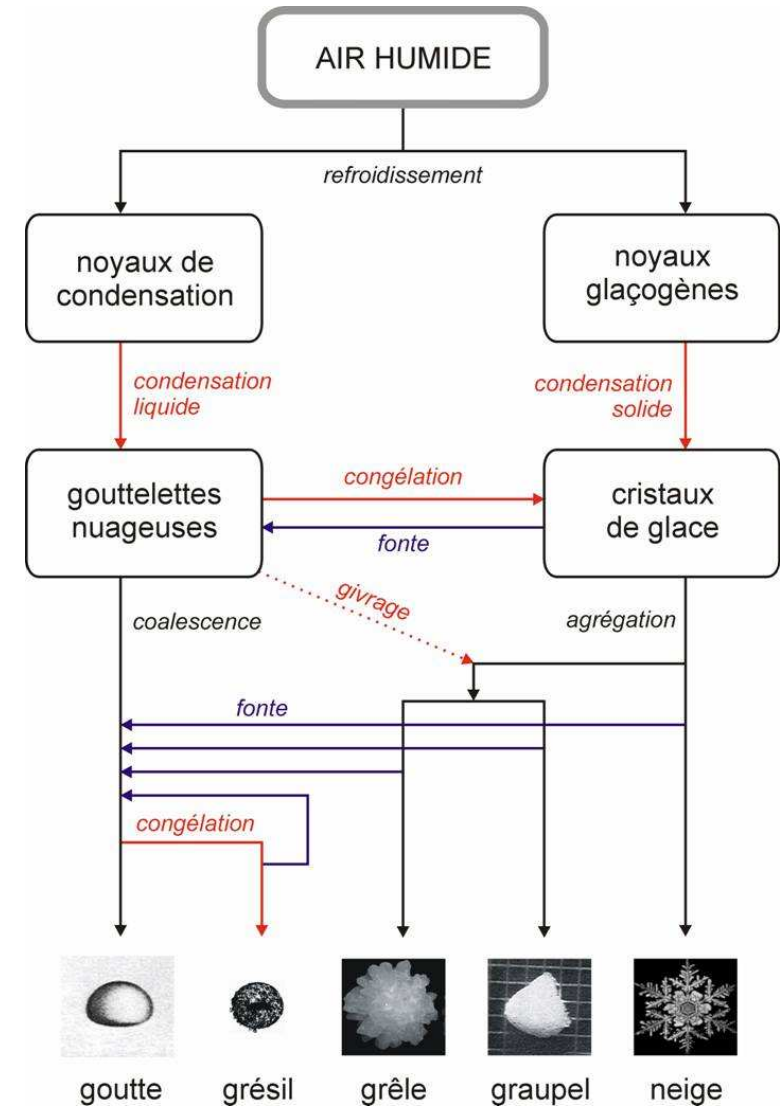 AIR HUMIDE
refroidissement
noyaux de
condensation
noyaux
glaçogènes
condensation
liquide
condensation
solide
gouttelettes
nuageuses
congélation
fonte
cristaux
de glace
givrage
coalescence
agrégation
fonte
congélation
goutte
grésil
grêle
graupel
neige